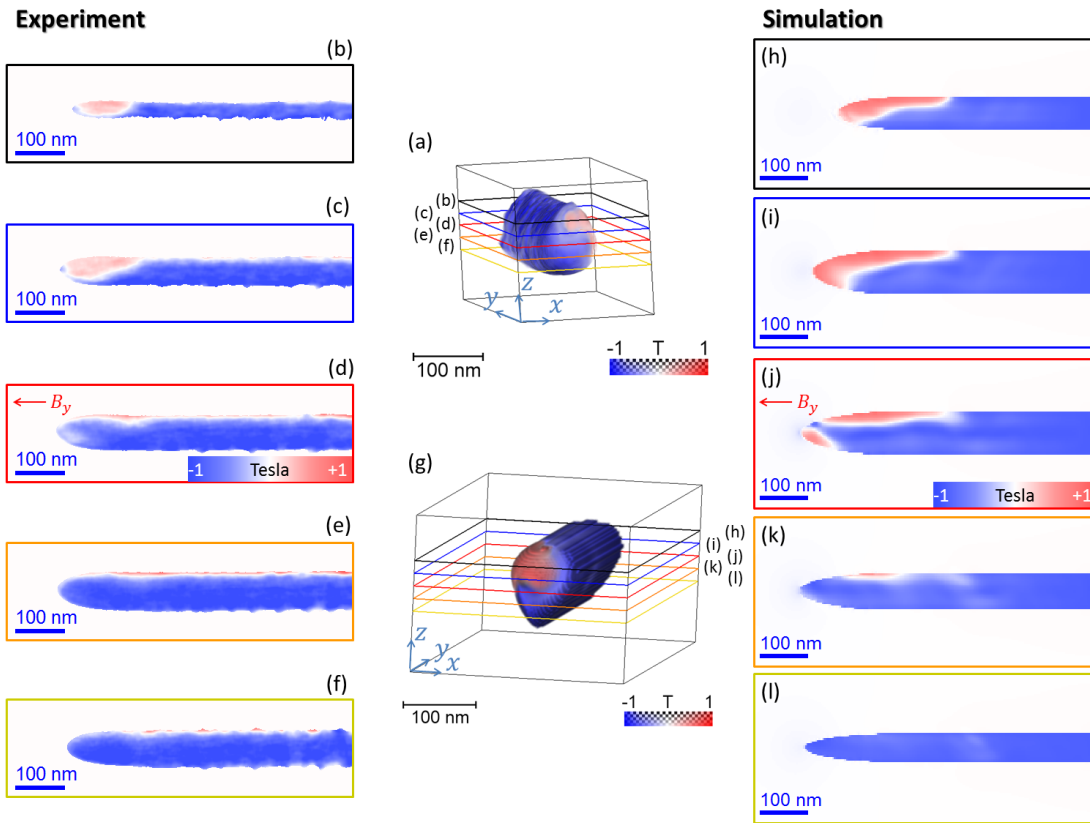 Experiment
Simulation
(b)
100 nm
(c)
100 nm
(d)
B_y
100 nm
-1 Tesla +1
(e)
100 nm
(f)
100 nm
(a)
(b)
(c)
(d)
(e)
(f)
z
y
x
100 nm
-1 T 1
(g)
(h)
(i)
(j)
(k)
(l)
z
y
x
100 nm
-1 T 1
(h)
100 nm
(i)
100 nm
(j)
B_y
100 nm
-1 Tesla +1
(k)
100 nm
(l)
100 nm